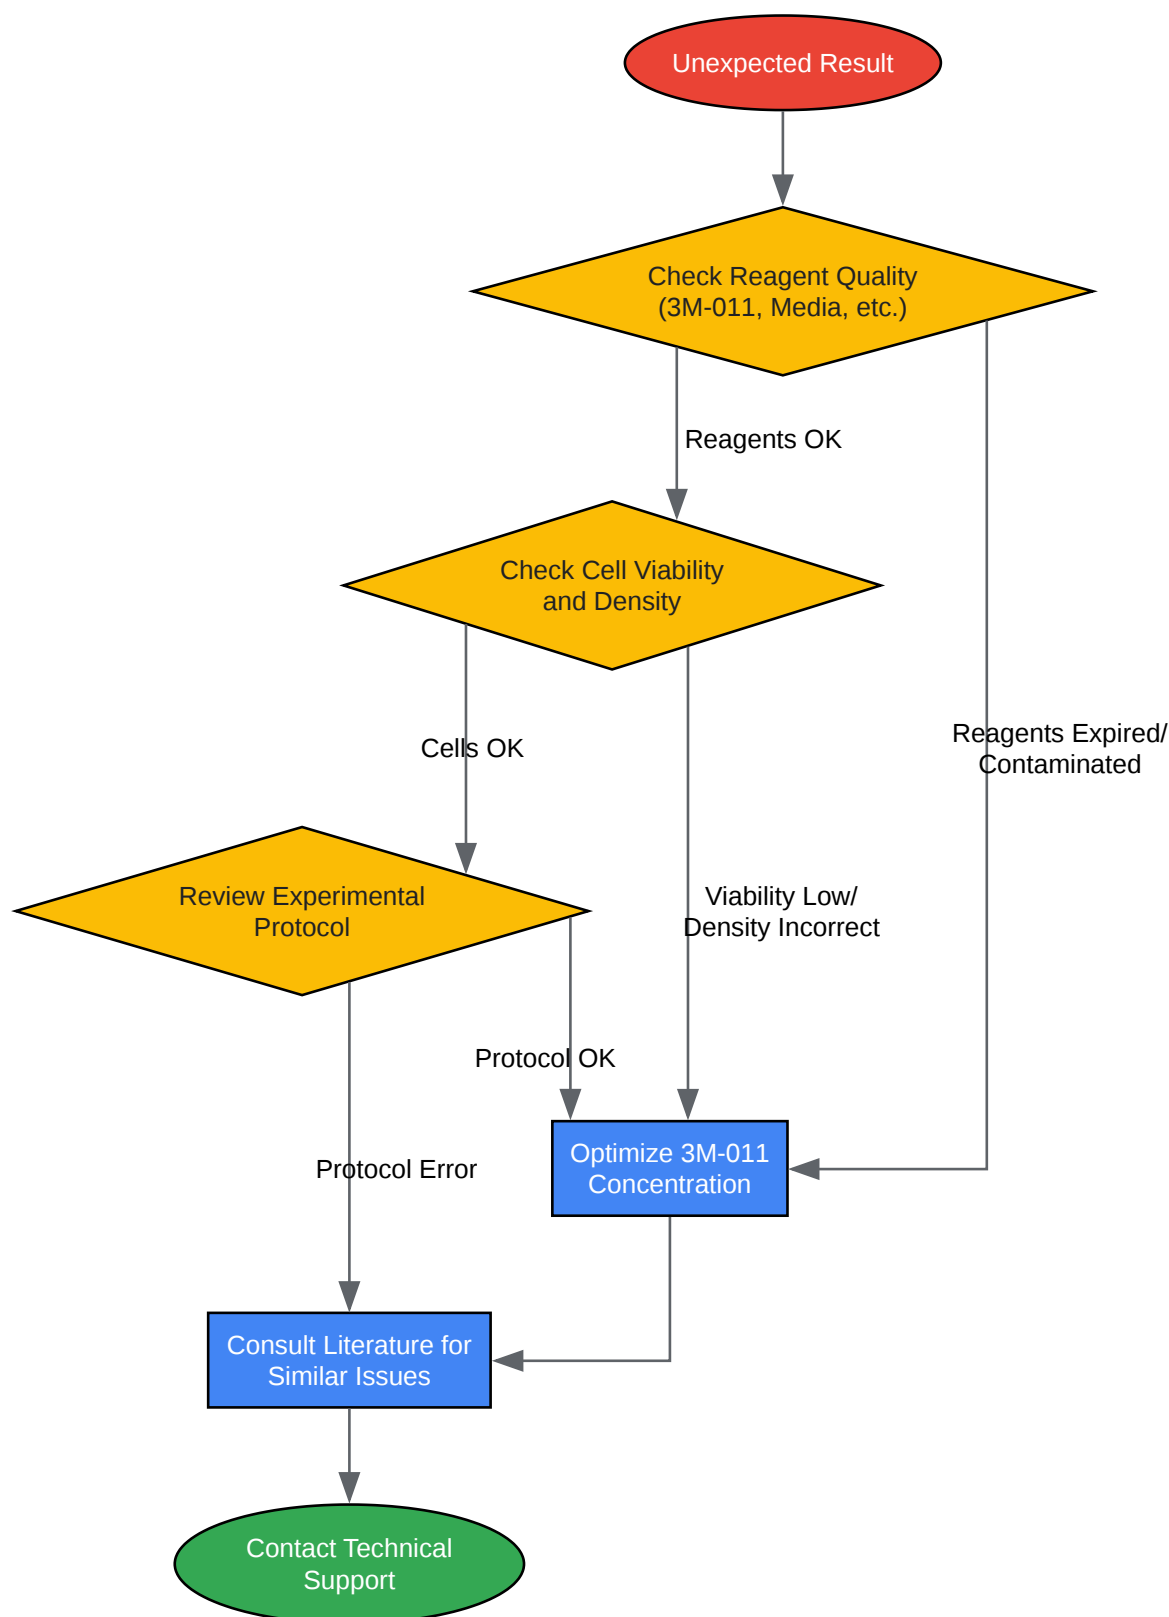 Unexpected Result
Check Reagent Quality
(3M-011, Media, etc.)
Reagents OK
Check Cell Viability
and Density
Cells OK
Reagents Expired/
Contaminated
Review Experimental
Protocol
Viability Low/
Density Incorrect
Protocol OK
Optimize 3M-011
Concentration
Protocol Error
Consult Literature for
Similar Issues
Contact Technical
Support